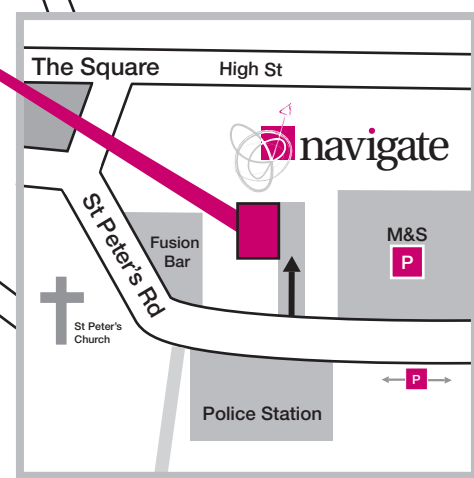 The Square
High St
navigate
St Peter's Rd
Fusion
Bar
M&S
P
St Peter's
Church
P
Police Station